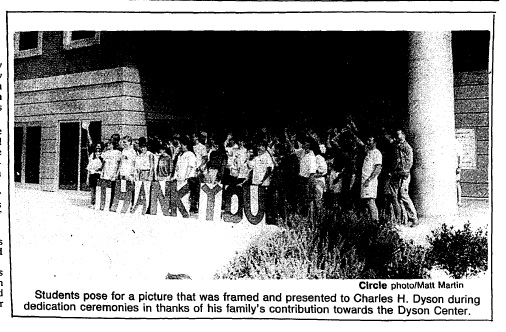 THANK YOU
Circle photo/Matt Martin
Students pose for a picture that was framed and presented to Charles H. Dyson during
dedication ceremonies in thanks of his family's contribution towards the Dyson Center.